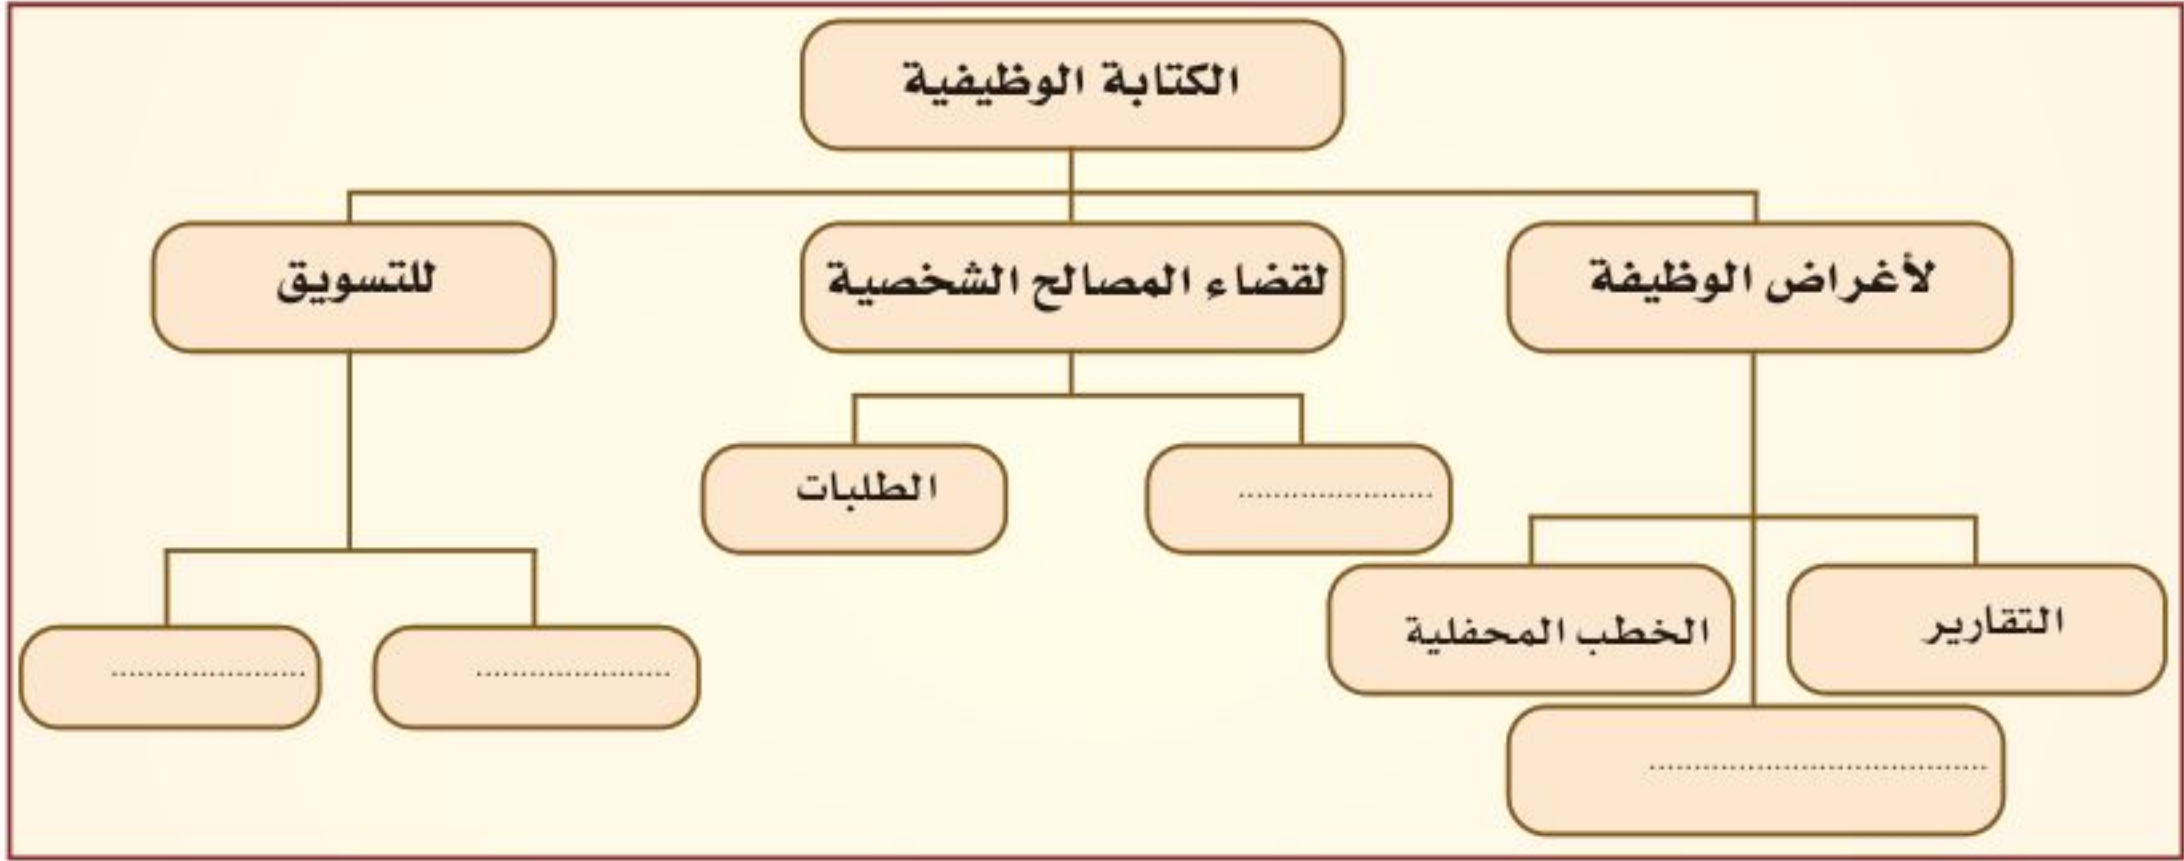 الكتابة الوظيفية
لأغراض الوظيفة
لقضاء المصالح الشخصية
للتسويق
......................
الطلبات
التقارير
الخطب المحفلية
......................
......................
......................................